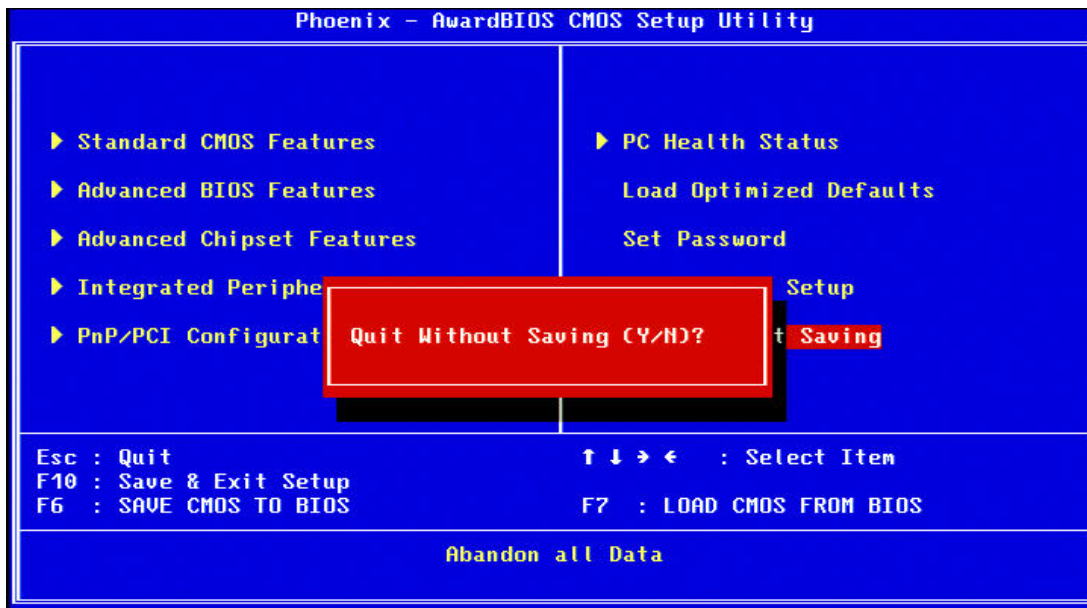 Phoenix - AwardBIOS CMOS Setup Utility
Standard CMOS Features
Advanced BIOS Features
Advanced Chipset Features
Integrated Periphe
PnP/PCI Configurat
PC Health Status
Load Optimized Defaults
Set Password
Setup
t Saving
Quit Without Saving (Y/N)?
Esc : Quit
F10 : Save & Exit Setup
F6 : SAVE CMOS TO BIOS
↑ ↓ → ← : Select Item
F7 : LOAD CMOS FROM BIOS
Abandon all Data